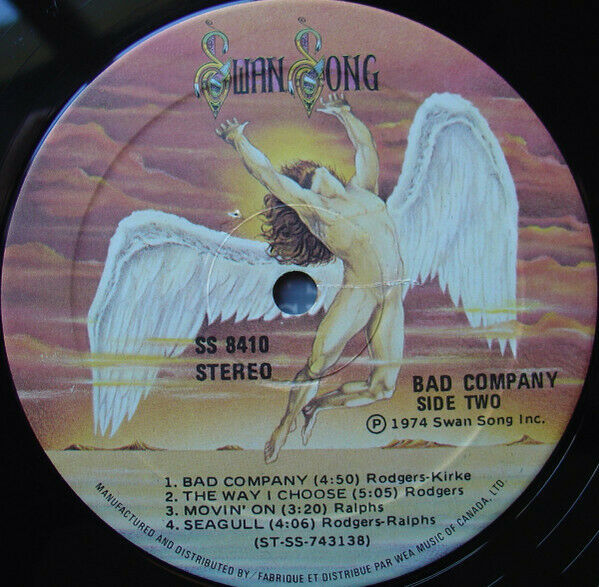 SWAN SONG
SS 8410
STEREO
BAD COMPANY
SIDE TWO
Ⓟ 1974 Swan Song Inc.
1. BAD COMPANY (4:50) Rodgers-Kirke
2. THE WAY I CHOOSE (5:05) Rodgers
3. MOVIN' ON (3:20) Ralphs
4. SEAGULL (4:06) Rodgers-Ralphs
(ST-SS-743138)
MANUFACTURED AND DISTRIBUTED BY/FABRIQUE ET DISTRIBUE PAR WEA MUSIC OF CANADA, LTD